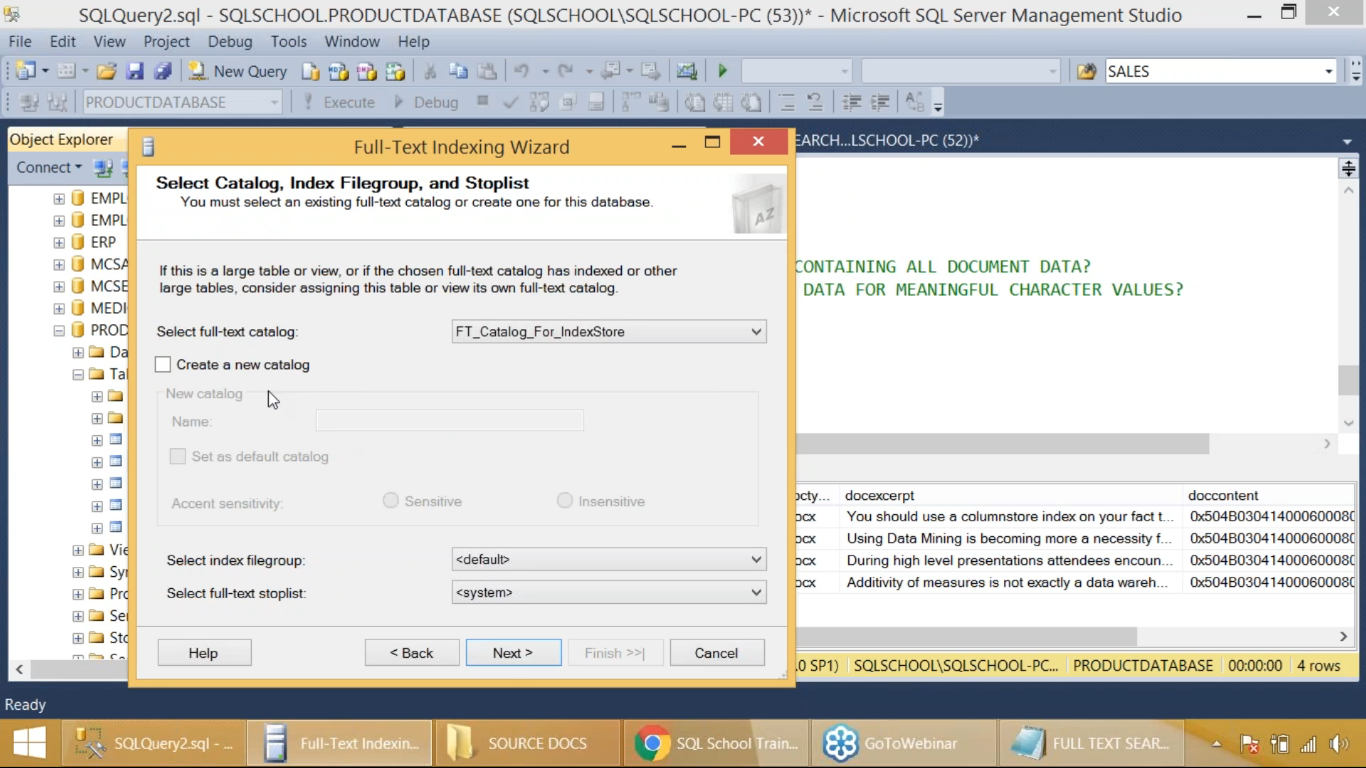 SQLQuery2.sql - SQLSCHOOL.PRODUCTDATABASE (SQLSCHOOL\SQLSCHOOL-PC (53))* - Microsoft SQL Server Management Studio
File Edit View Project Debug Tools Window Help
New Query SALES
PRODUCTDATABASE Execute Debug
Object Explorer
Full-Text Indexing Wizard
EARCH...LSCHOOL-PC (52))*
Connect
Select Catalog, Index Filegroup, and Stoplist
You must select an existing full-text catalog or create one for this database.
EMPL
EMPL
ERP
MCSA
MCSE
MEDI
PROD
Da
Tal
Vie
Syr
Pro
Ser
Sto
If this is a large table or view, or if the chosen full-text catalog has indexed or other
large tables, consider assigning this table or view its own full-text catalog.
CONTAINING ALL DOCUMENT DATA?
DATA FOR MEANINGFUL CHARACTER VALUES?
Select full-text catalog: FT_Catalog_For_IndexStore
Create a new catalog
New catalog
Name:
Set as default catalog
Accent sensitivity: Sensitive Insensitive
Select index filegroup: <default>
Select full-text stoplist: <system>
Help < Back Next > Finish >>| Cancel
octy... docexcerpt doccontent
ocx You should use a columnstore index on your fact t... 0x504B030414000600080
ocx Using Data Mining is becoming more a necessity f... 0x504B030414000600080
ocx During high level presentations attendees encoun... 0x504B030414000600080
ocx Additivity of measures is not exactly a data wareh... 0x504B030414000600080
.0 SP1) SQLSCHOOL\SQLSCHOOL-PC... PRODUCTDATABASE 00:00:00 4 rows
Ready
SQLQuery2.sql - ... Full-Text Indexin... SOURCE DOCS SQL School Train... GoToWebinar FULL TEXT SEAR...